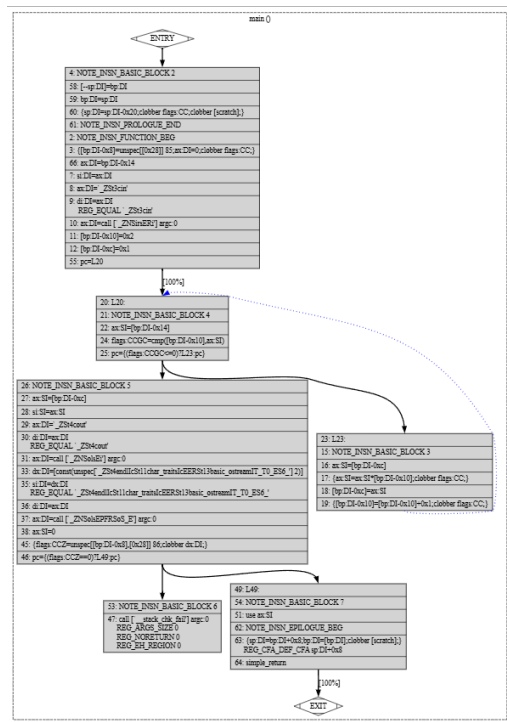 main ()
ENTRY
4: NOTE_INSN_BASIC_BLOCK 2
58: [--sp:DI]=bp:DI
59: bp:DI=sp:DI
60: {sp:DI=sp:DI-0x20;clobber flags:CC;clobber [scratch];}
61: NOTE_INSN_PROLOGUE_END
2: NOTE_INSN_FUNCTION_BEG
3: {[bp:DI-0x8]=unspec[[0x28]] 85;ax:DI=0;clobber flags:CC;}
66: ax:DI=bp:DI-0x14
7: si:DI=ax:DI
8: ax:DI=`_ZSt3cin'
9: di:DI=ax:DI
REG_EQUAL `_ZSt3cin'
10: ax:DI=call [`_ZNSirsERi'] argc:0
11: [bp:DI-0x10]=0x2
12: [bp:DI-0xc]=0x1
55: pc=L20
[100%]
20: L20:
21: NOTE_INSN_BASIC_BLOCK 4
22: ax:SI=[bp:DI-0x14]
24: flags:CCGC=cmp([bp:DI-0x10],ax:SI)
25: pc={(flags:CCGC<=0)?L23:pc}
26: NOTE_INSN_BASIC_BLOCK 5
27: ax:SI=[bp:DI-0xc]
28: si:SI=ax:SI
29: ax:DI=`_ZSt4cout'
30: di:DI=ax:DI
REG_EQUAL `_ZSt4cout'
31: ax:DI=call [`_ZNSolsEi'] argc:0
33: dx:DI=[const(unspec[`_ZSt4endlIcSt11char_traitsIcEERSt13basic_ostreamIT_T0_ES6_'] 2)]
35: si:DI=dx:DI
REG_EQUAL `_ZSt4endlIcSt11char_traitsIcEERSt13basic_ostreamIT_T0_ES6_'
36: di:DI=ax:DI
37: ax:DI=call [`_ZNSolsEPFRSoS_E'] argc:0
38: ax:SI=0
45: {flags:CCZ=unspec[[bp:DI-0x8],[0x28]] 86;clobber dx:DI;}
46: pc={(flags:CCZ==0)?L49:pc}
23: L23:
15: NOTE_INSN_BASIC_BLOCK 3
16: ax:SI=[bp:DI-0xc]
17: {ax:SI=ax:SI*[bp:DI-0x10];clobber flags:CC;}
18: [bp:DI-0xc]=ax:SI
19: {[bp:DI-0x10]=[bp:DI-0x10]+0x1;clobber flags:CC;}
53: NOTE_INSN_BASIC_BLOCK 6
47: call [`__stack_chk_fail'] argc:0
REG_ARGS_SIZE 0
REG_NORETURN 0
REG_EH_REGION 0
49: L49:
54: NOTE_INSN_BASIC_BLOCK 7
51: use ax:SI
62: NOTE_INSN_EPILOGUE_BEG
63: {sp:DI=bp:DI+0x8;bp:DI=[bp:DI];clobber [scratch];}
REG_CFA_DEF_CFA sp:DI+0x8
64: simple_return
[100%]
EXIT